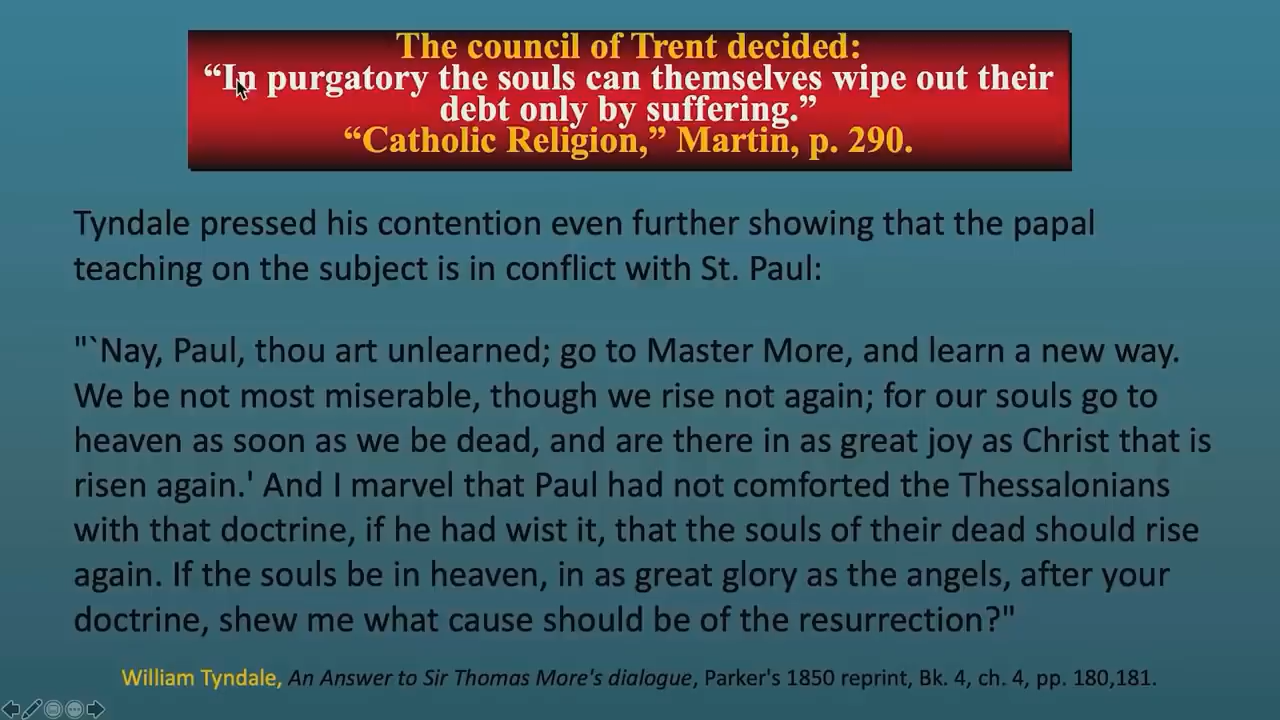 The council of Trent decided:
“In purgatory the souls can themselves wipe out their
debt only by suffering.”
“Catholic Religion,” Martin, p. 290.
Tyndale pressed his contention even further showing that the papal
teaching on the subject is in conflict with St. Paul:
"`Nay, Paul, thou art unlearned; go to Master More, and learn a new way.
We be not most miserable, though we rise not again; for our souls go to
heaven as soon as we be dead, and are there in as great joy as Christ that is
risen again.' And I marvel that Paul had not comforted the Thessalonians
with that doctrine, if he had wist it, that the souls of their dead should rise
again. If the souls be in heaven, in as great glory as the angels, after your
doctrine, shew me what cause should be of the resurrection?"
William Tyndale, An Answer to Sir Thomas More's dialogue, Parker's 1850 reprint, Bk. 4, ch. 4, pp. 180,181.